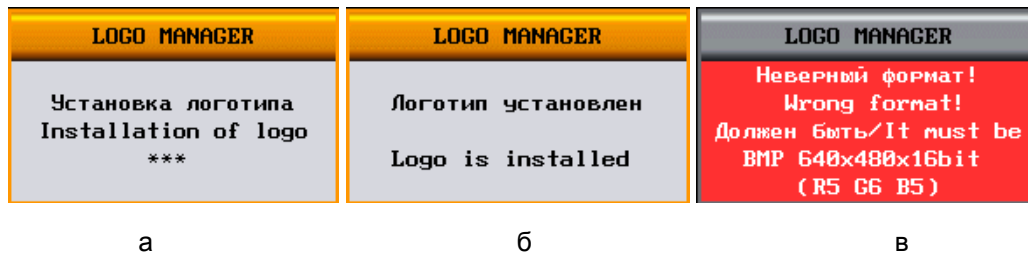 LOGO MANAGER
Установка логотипа
Installation of logo
***
LOGO MANAGER
Логотип установлен
Logo is installed
LOGO MANAGER
Неверный формат!
Wrong format!
Должен быть/It must be
BMP 640x480x16bit
(R5 G6 B5)
а
б
в